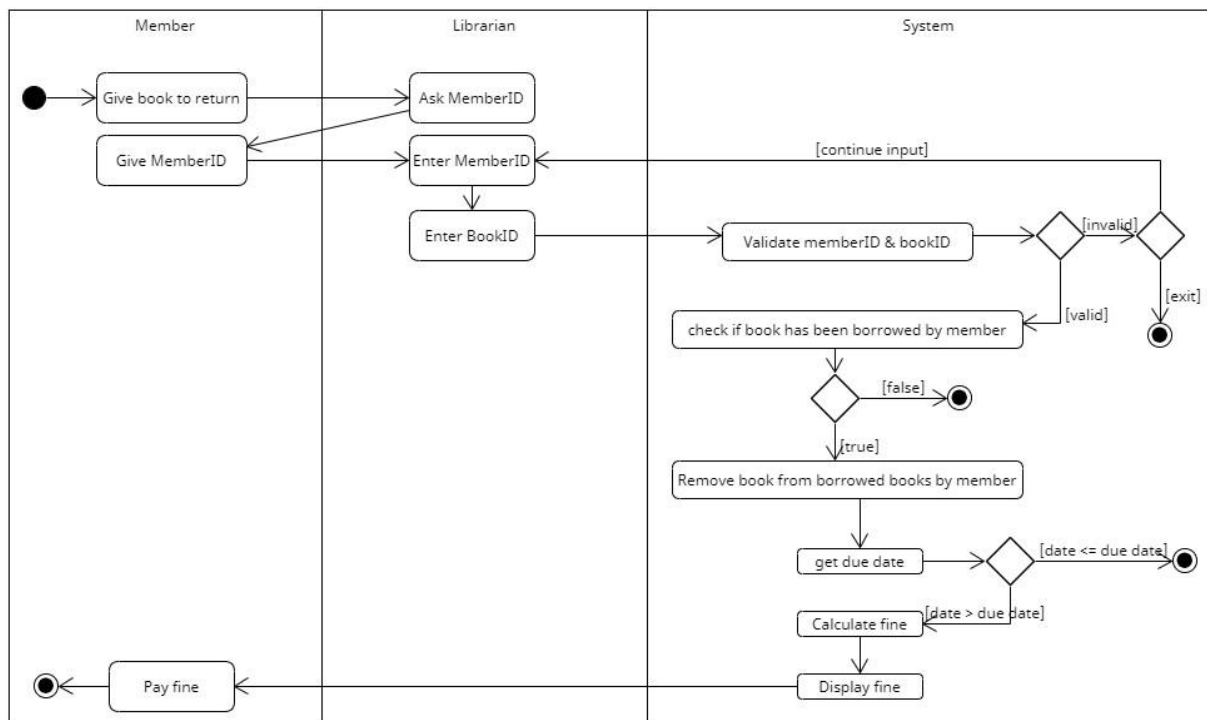 Member
Librarian
System
Give book to return
Ask MemberID
Give MemberID
Enter MemberID
[continue input]
Enter BookID
Validate memberID & bookID
[invalid]
[exit]
[valid]
check if book has been borrowed by member
[false]
[true]
Remove book from borrowed books by member
get due date
[date <= due date]
[date > due date]
Calculate fine
Pay fine
Display fine